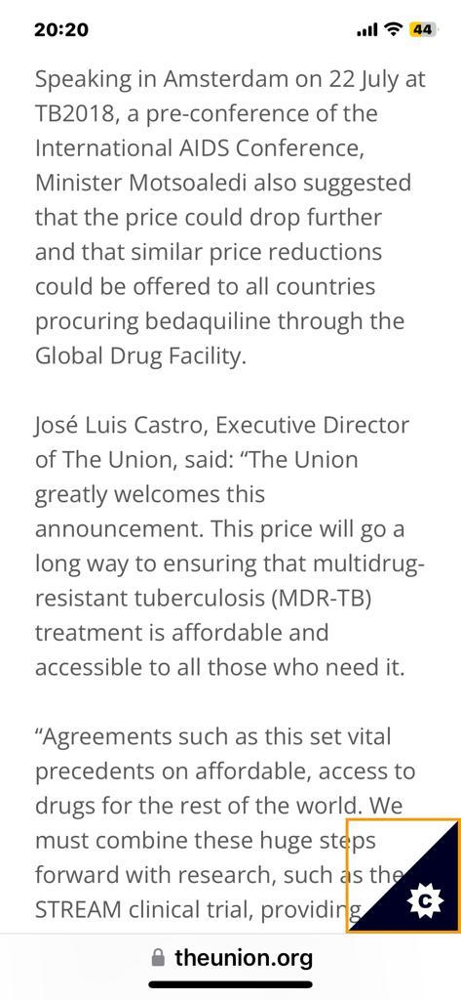 20:20
44
Speaking in Amsterdam on 22 July at
TB2018, a pre-conference of the
International AIDS Conference,
Minister Motsoaledi also suggested
that the price could drop further
and that similar price reductions
could be offered to all countries
procuring bedaquiline through the
Global Drug Facility.
José Luis Castro, Executive Director
of The Union, said: “The Union
greatly welcomes this
announcement. This price will go a
long way to ensuring that multidrug-
resistant tuberculosis (MDR-TB)
treatment is affordable and
accessible to all those who need it.
“Agreements such as this set vital
precedents on affordable, access to
drugs for the rest of the world. We
must combine these huge steps
forward with research, such as the
STREAM clinical trial, providing
C
theunion.org